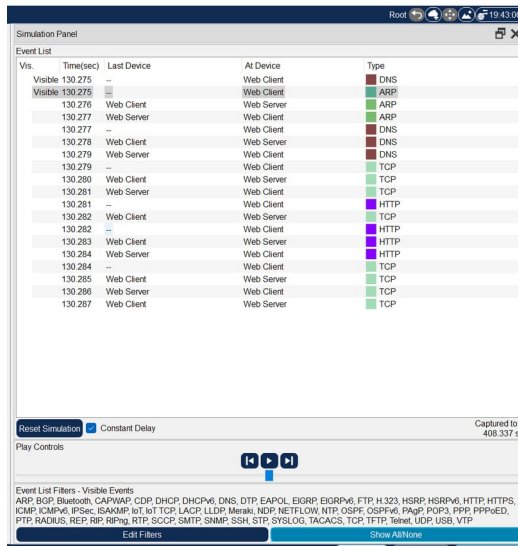 Root 19:43:00
Simulation Panel
Event List
Vis. Time(sec) Last Device At Device Type
Visible 130.275 -- Web Client DNS
Visible 130.275 -- Web Client ARP
130.276 Web Client Web Server ARP
130.277 Web Server Web Client ARP
130.277 -- Web Client DNS
130.278 Web Client Web Server DNS
130.279 Web Server Web Client DNS
130.279 -- Web Client TCP
130.280 Web Client Web Server TCP
130.281 Web Server Web Client TCP
130.281 -- Web Client HTTP
130.282 Web Client Web Server TCP
130.282 -- Web Client HTTP
130.283 Web Client Web Server HTTP
130.284 Web Server Web Client HTTP
130.284 -- Web Client TCP
130.285 Web Client Web Server TCP
130.286 Web Server Web Client TCP
130.287 Web Client Web Server TCP
Reset Simulation Constant Delay Captured to
408.337 s
Play Controls
Event List Filters - Visible Events
ARP, BGP, Bluetooth, CAPWAP, CDP, DHCP, DHCPv6, DNS, DTP, EAPOL, EIGRP, EIGRPv6, FTP, H.323, HSRP, HSRPv6, HTTP, HTTPS,
ICMP, ICMPv6, IPSec, ISAKMP, IoT, IoT TCP, LACP, LLDP, Meraki, NDP, NETFLOW, NTP, OSPF, OSPFv6, PAgP, POP3, PPP, PPPoED,
PTP, RADIUS, REP, RIP, RIPng, RTP, SCCP, SMTP, SNMP, SSH, STP, SYSLOG, TACACS, TCP, TFTP, Telnet, UDP, USB, VTP
Edit Filters Show All/None